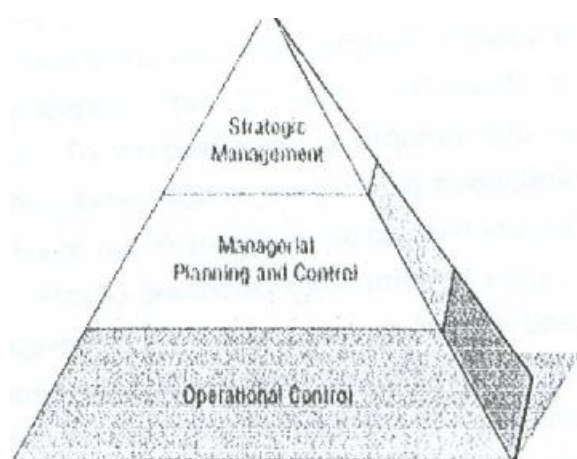 Strategic
Management
Managerial
Planning and Control
Operational Control